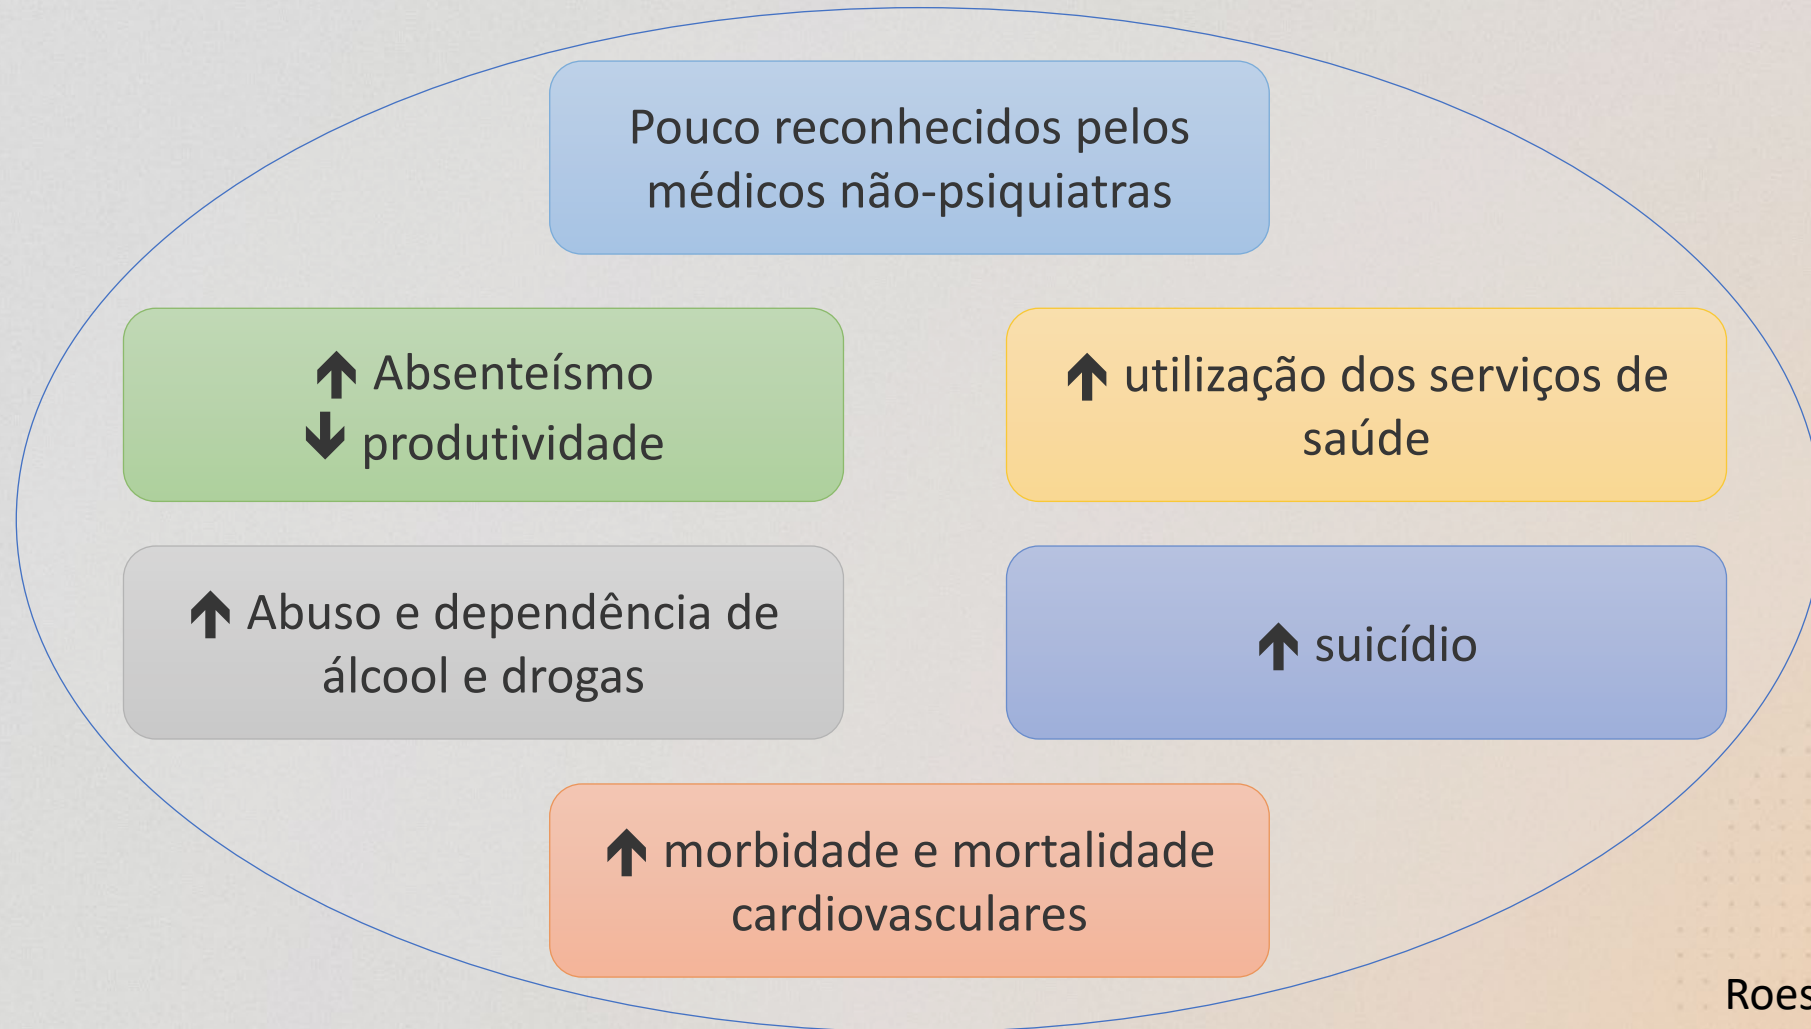 Pouco reconhecidos pelos
médicos não-psiquiatras
🡹 Absenteísmo
🡻 produtividade
🡹 utilização dos serviços de
saúde
🡹 Abuso e dependência de
álcool e drogas
🡹 suicídio
🡹 morbidade e mortalidade
cardiovasculares